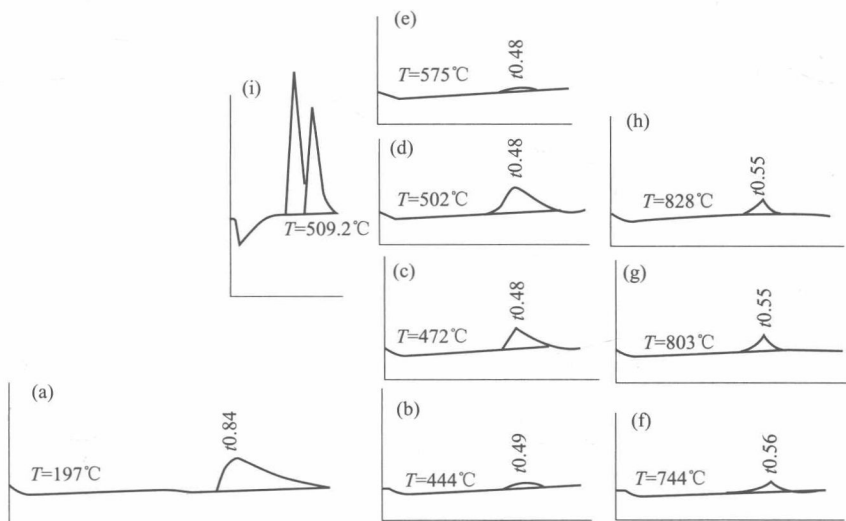 (e)
t0.48
T=575℃
(i)
(h)
(d)
t0.48
t0.55
T=502℃
T=828℃
T=509.2℃
(c)
(g)
t0.48
t0.55
T=472℃
T=803℃
(a)
(b)
(f)
t0.84
t0.49
t0.56
T=197℃
T=444℃
T=744℃